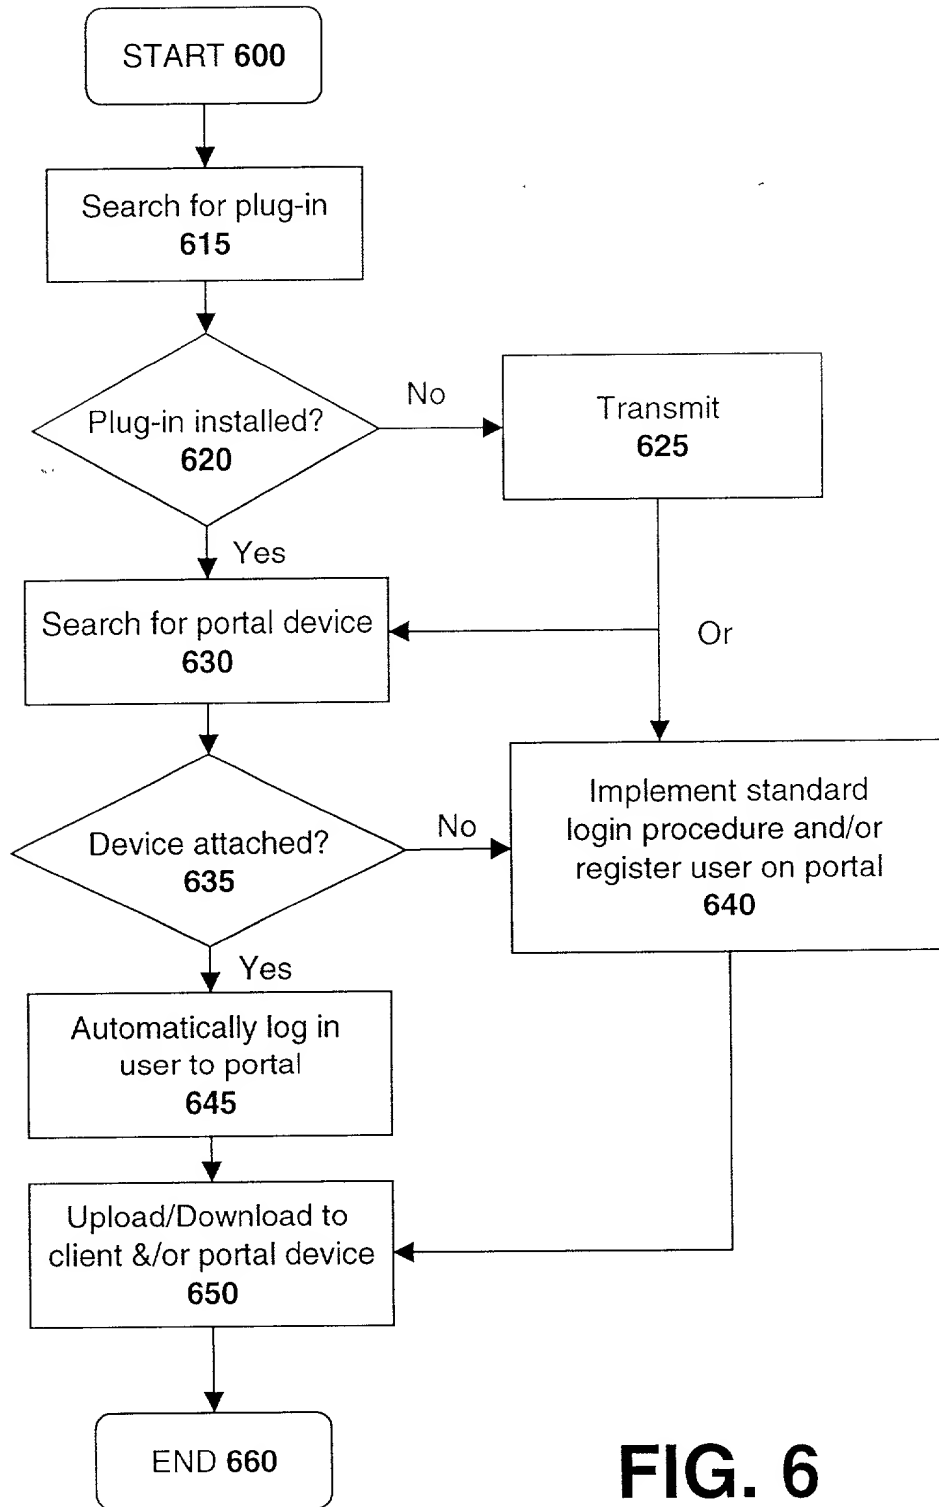 START 600
Search for plug-in
615
Plug-in installed?
620
No
Transmit
625
Yes
Search for portal device
630
Or
Device attached?
635
No
Implement standard
login procedure and/or
register user on portal
640
Yes
Automatically log in
user to portal
645
Upload/Download to
client &/or portal device
650
END 660
FIG. 6